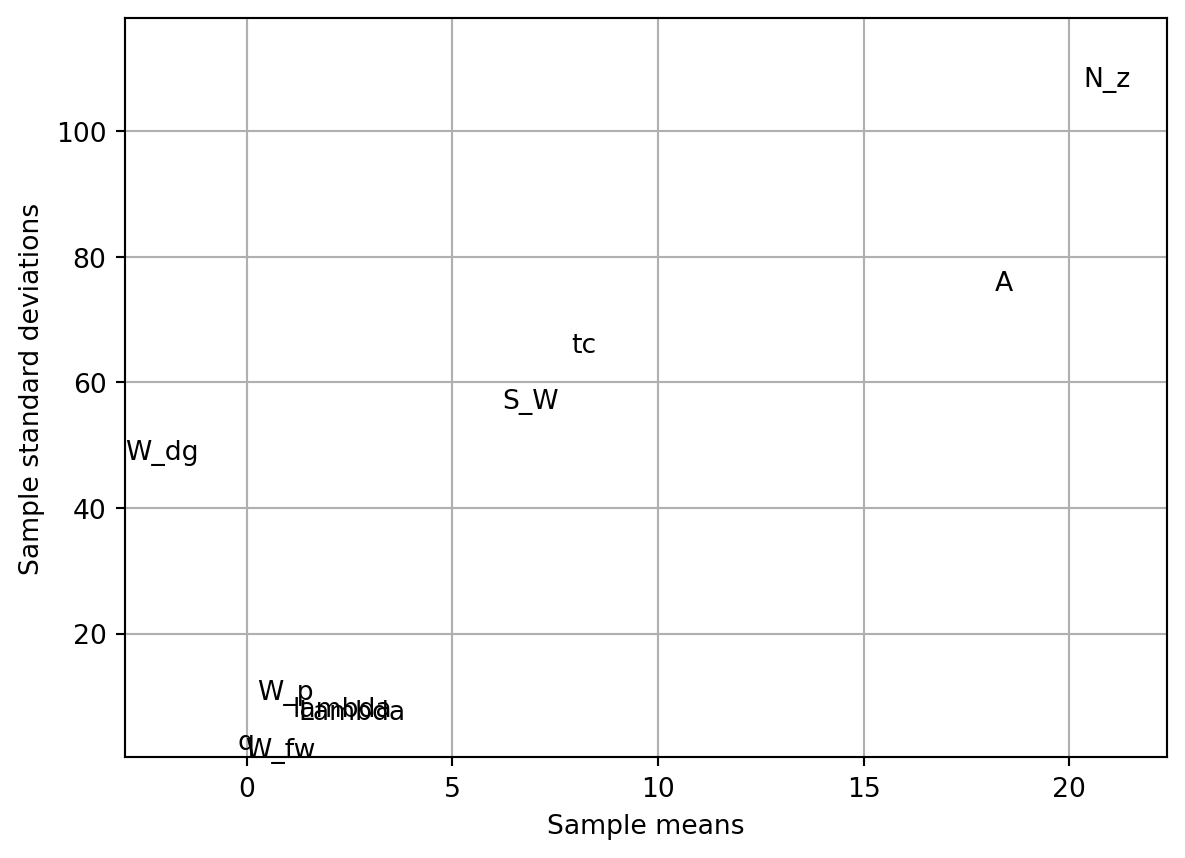 N_z
100
80
A
tc
60
S_W
W_dg
40
20
W_p
lambda
Lambda
q
W_fw
0 5 10 15 20
Sample means
Sample standard deviations